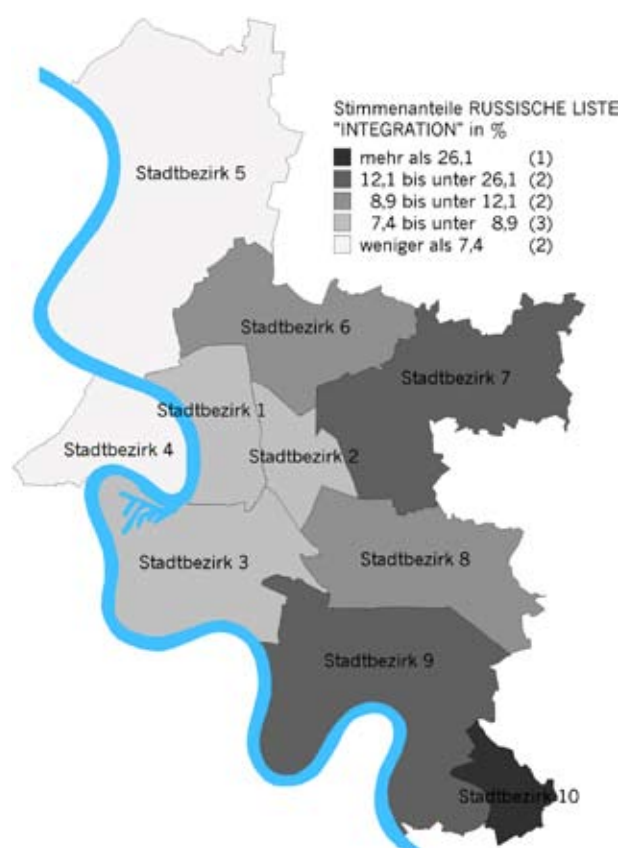 Stimmenanteile RUSSISCHE LISTE
"INTEGRATION" in %
mehr als 26,1 (1)
12,1 bis unter 26,1 (2)
8,9 bis unter 12,1 (2)
7,4 bis unter 8,9 (3)
weniger als 7,4 (2)
Stadtbezirk 5
Stadtbezirk 6
Stadtbezirk 7
Stadtbezirk 1
Stadtbezirk 4
Stadtbezirk 2
Stadtbezirk 3
Stadtbezirk 8
Stadtbezirk 9
Stadtbezirk 10